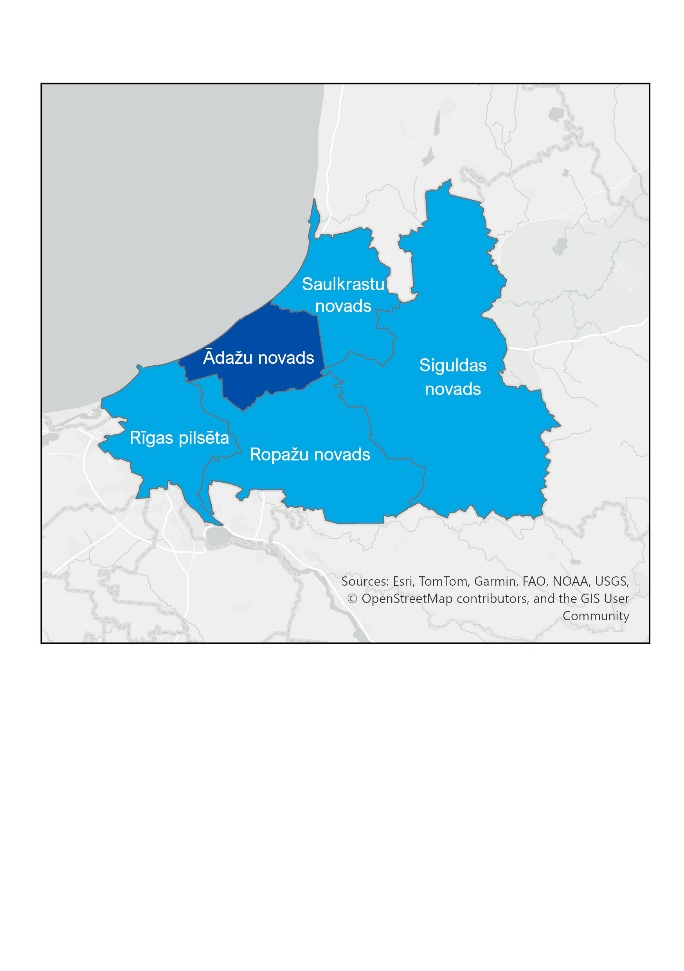 Saulkrastu
novads
Ādažu novads
Siguldas
novads
Rīgas pilsēta
Ropažu novads
Sources: Esri, TomTom, Garmin, FAO, NOAA, USGS,
© OpenStreetMap contributors, and the GIS User
Community